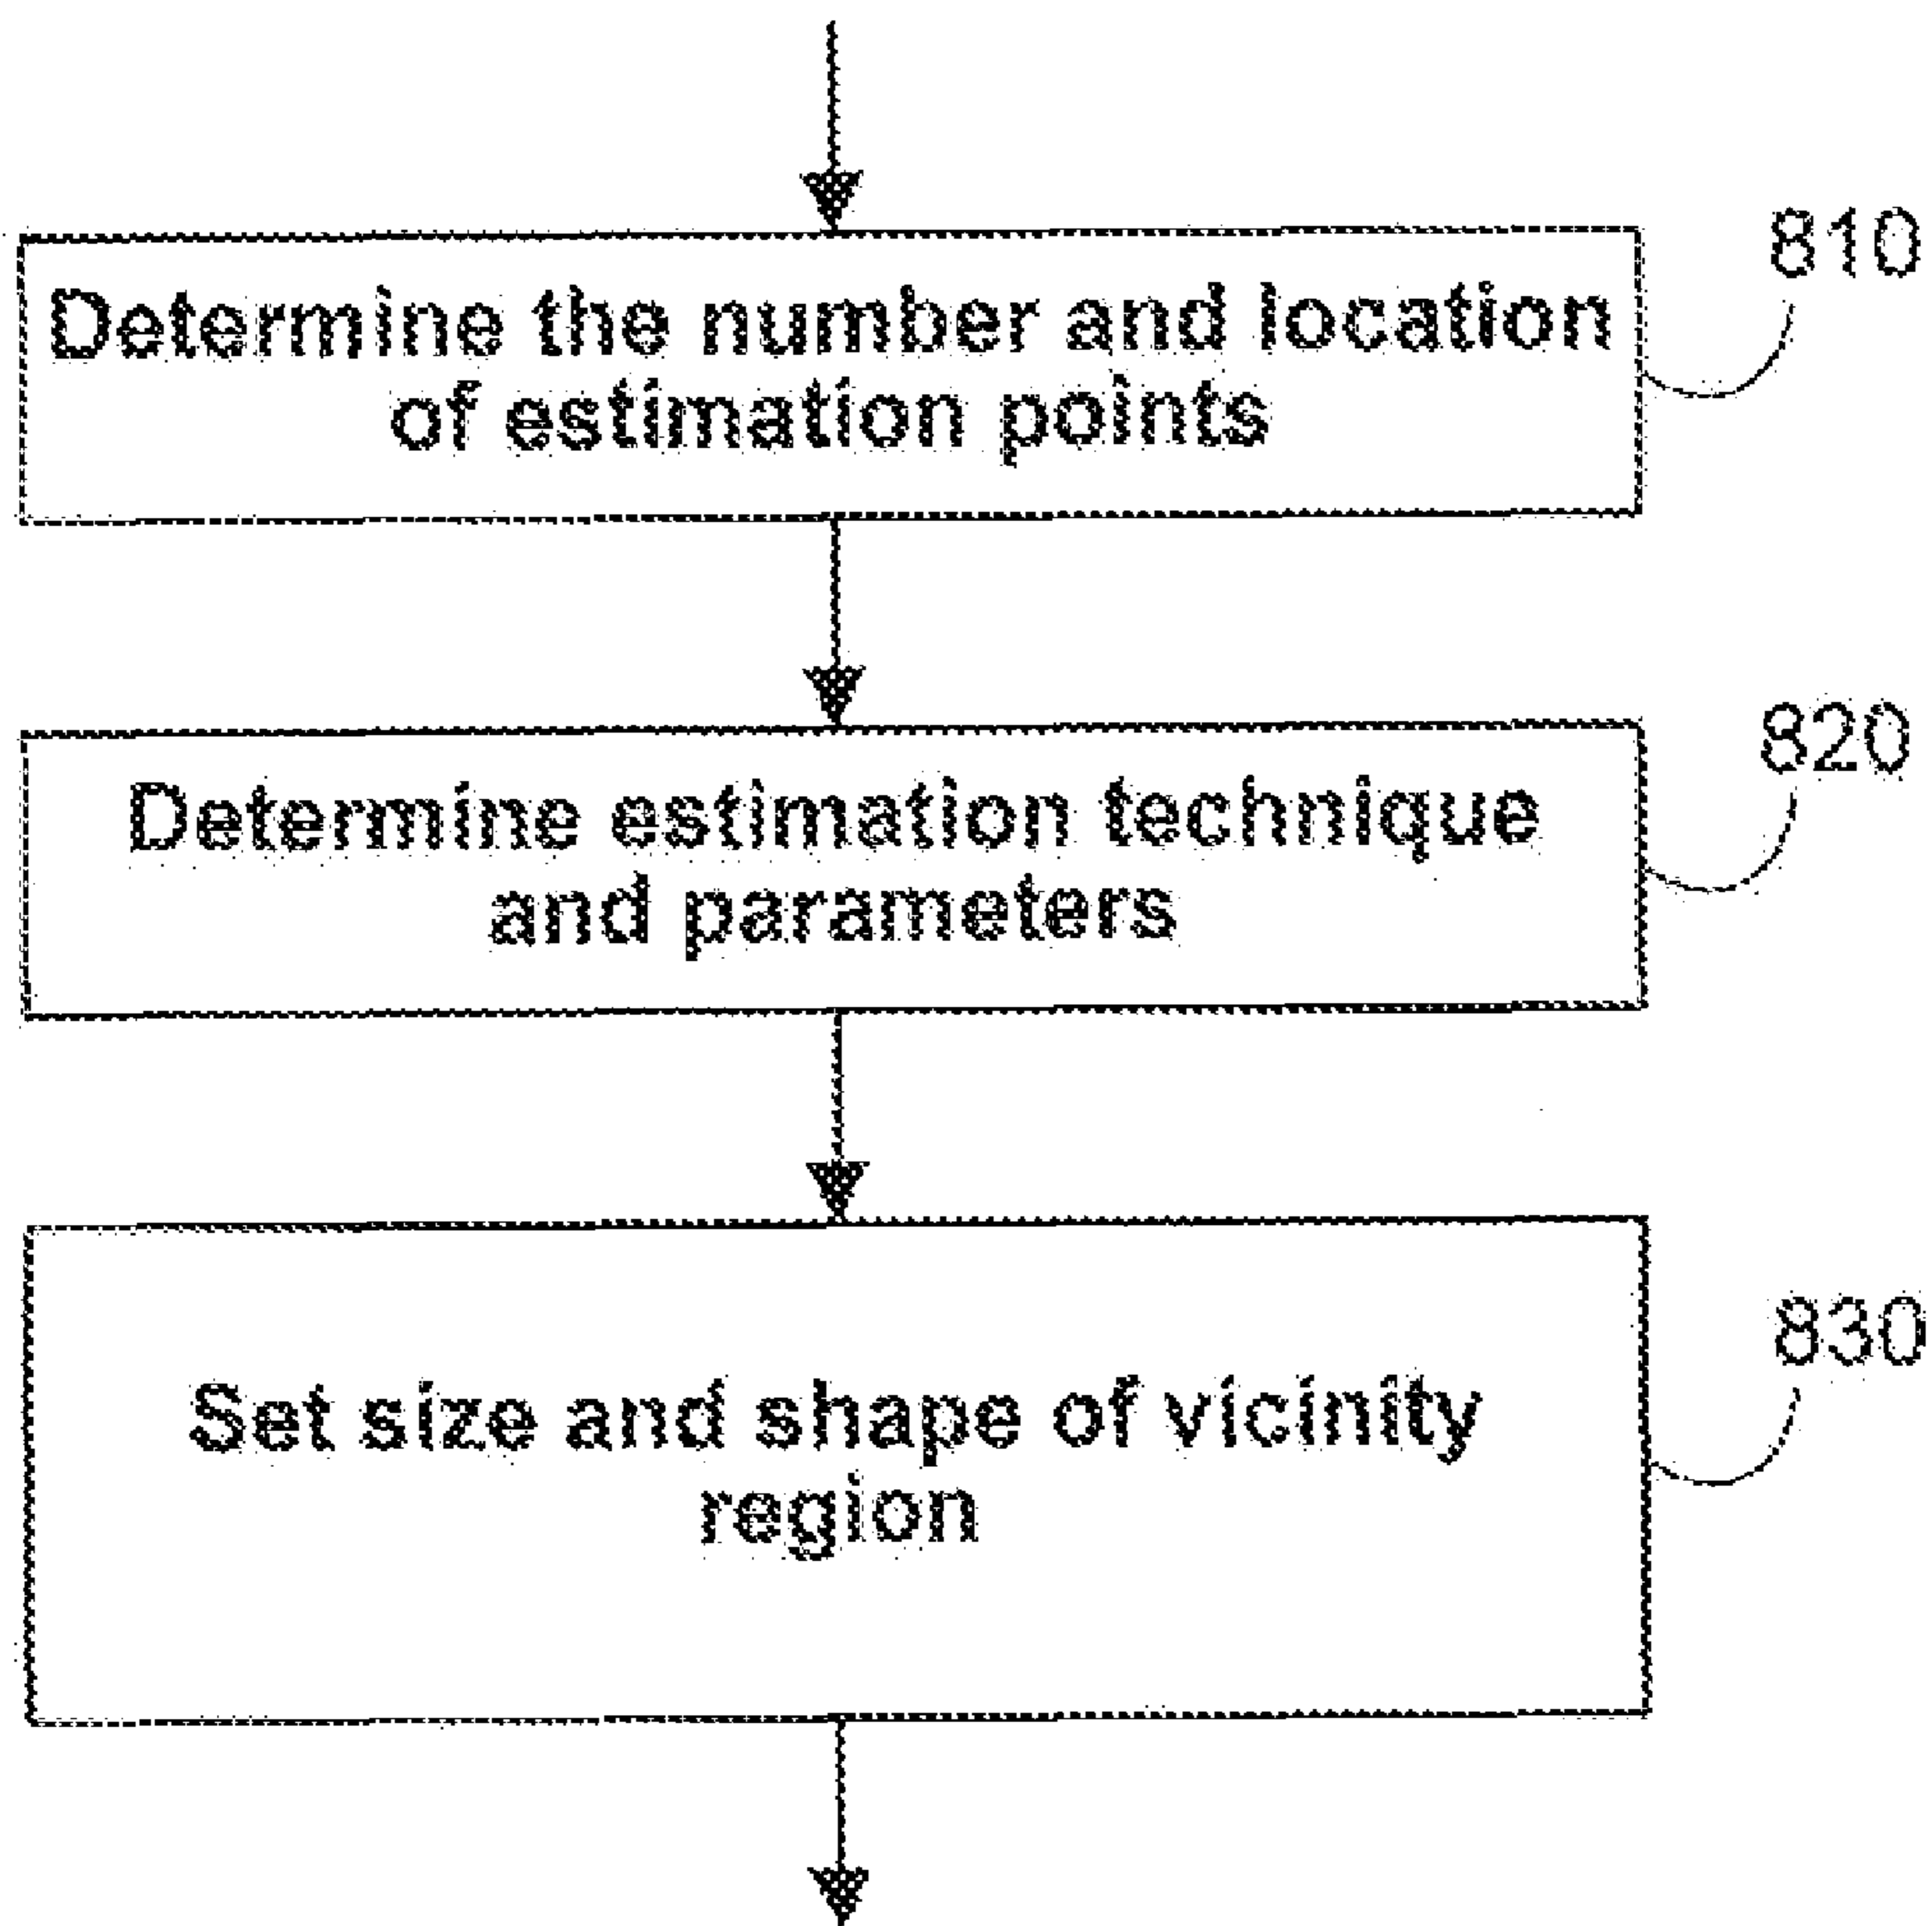 810
Determine the number and location
of estimation points
820
Determine estimation technique
and parameters
830
Set size and shape of vicinity
region